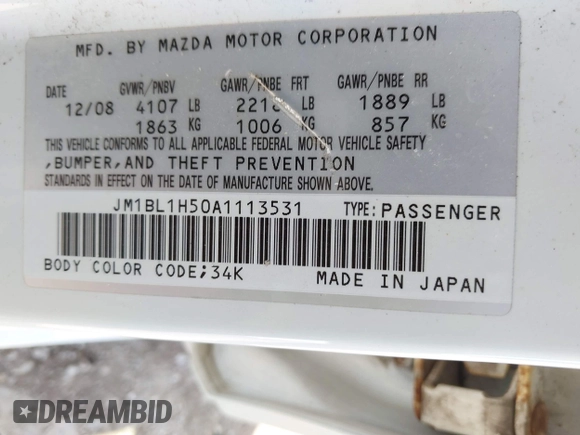 MFD. BY MAZDA MOTOR CORPORATION
DATE GVWR/PNBV GAWR/PNBE FRT GAWR/PNBE RR
12/08 4107 LB 2218 LB 1889 LB
1863 KG 1006 KG 857 KG
THIS VEHICLE CONFORMS TO ALL APPLICABLE FEDERAL MOTOR VEHICLE SAFETY
,BUMPER,AND THEFT PREVENTION
STANDARDS IN EFFECT ON THE DATE OF MANUFACTURE SHOWN ABOVE.
JM1BL1H50A1113531 TYPE:PASSENGER
BODY COLOR CODE;34K MADE IN JAPAN
DREAMBID